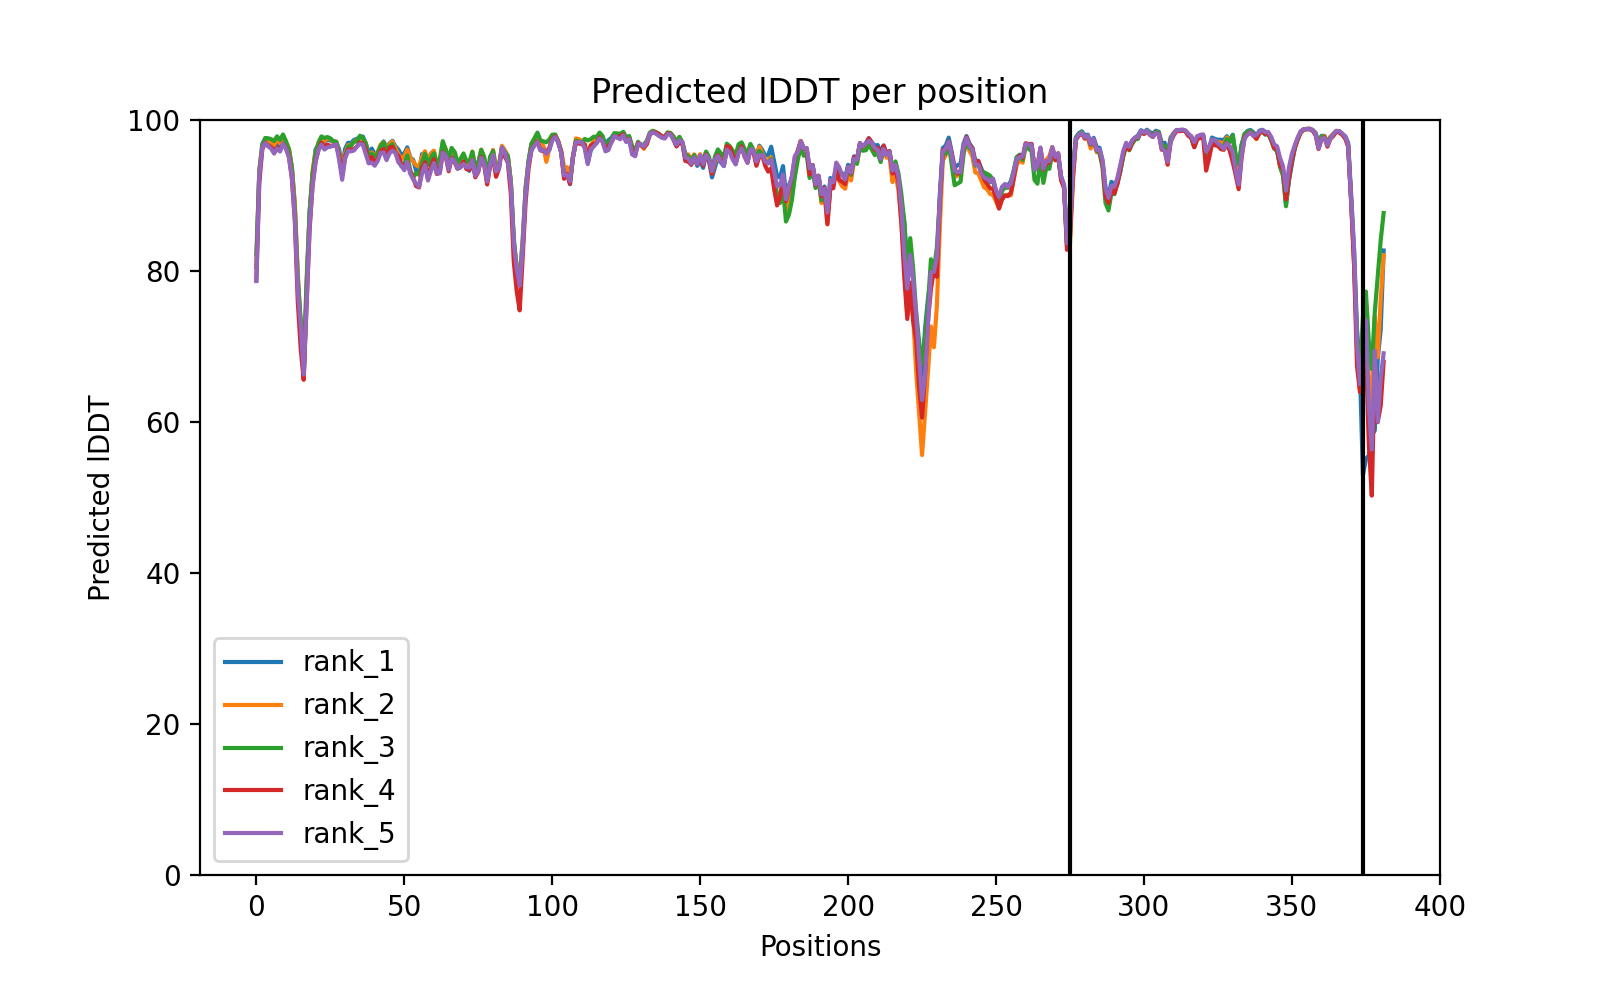 Predicted lDDT per position
100
80
60
40
20
0
Predicted lDDT
rank_1
rank_2
rank_3
rank_4
rank_5
0 50 100 150 200 250 300 350 400
Positions